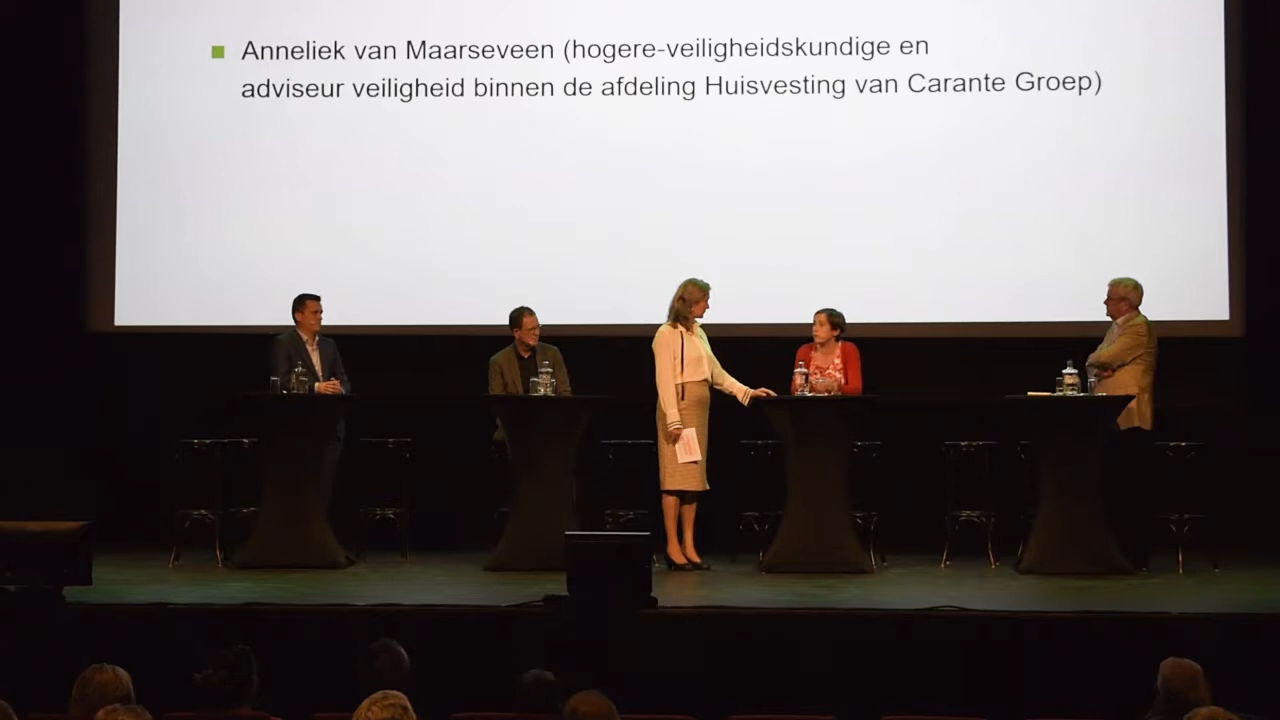 Anneliek van Maarseveen (hogere-veiligheidskundige en
adviseur veiligheid binnen de afdeling Huisvesting van Carante Groep)